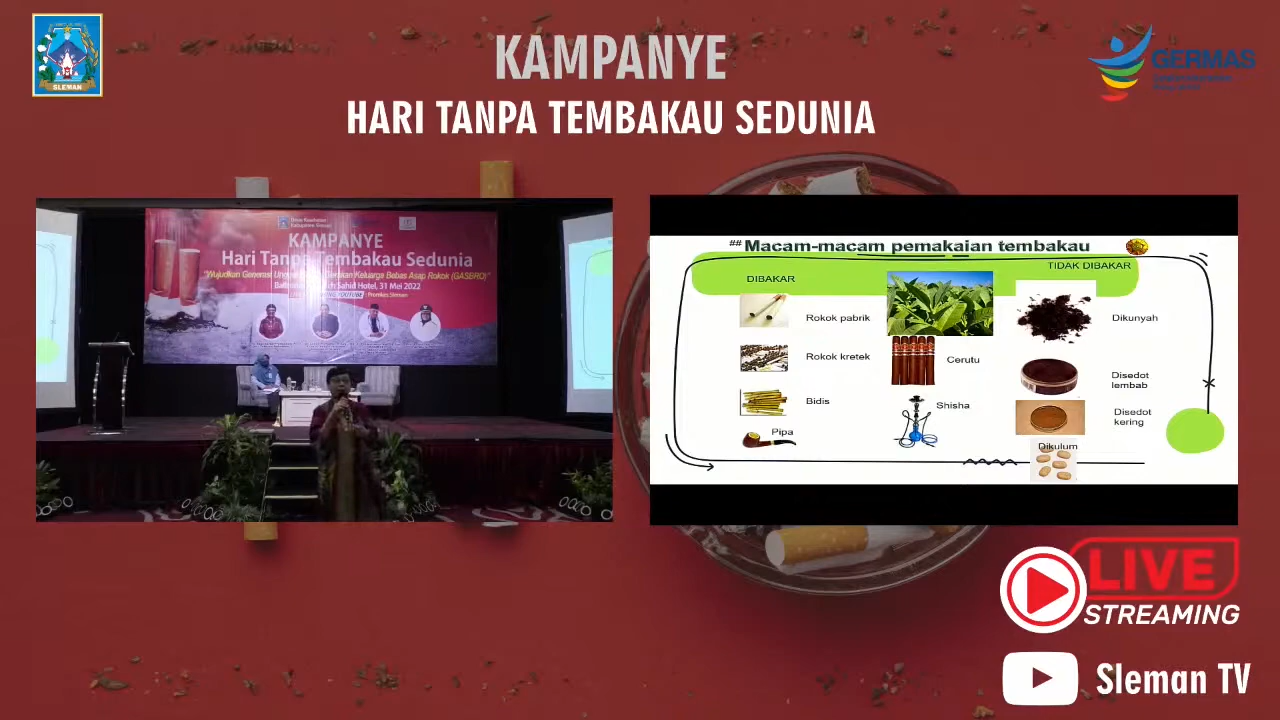 KAMPANYE
HARI TANPA TEMBAKAU SEDUNIA
SLEMAN
GERMAS
KAMPANYE
Hari Tanpa Tembakau Sedunia
31 Mei 2022
## Macam-macam pemakaian tembakau
DIBAKAR
TIDAK DIBAKAR
Rokok pabrik
Dikunyah
Rokok kretek
Cerutu
Disedot
lembab
Bidis
Shisha
Disedot
kering
Pipa
Dikulum
LIVE
STREAMING
Sleman TV